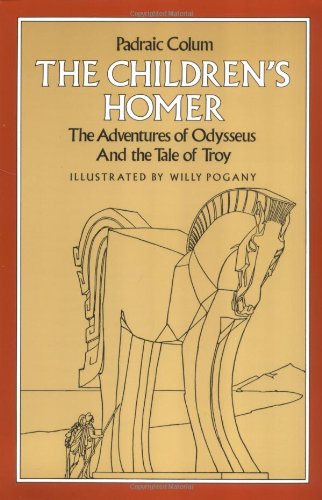 Padraic Colum
THE CHILDREN'S
HOMER
The Adventures of Odysseus
And the Tale of Troy
ILLUSTRATED BY WILLY POGANY